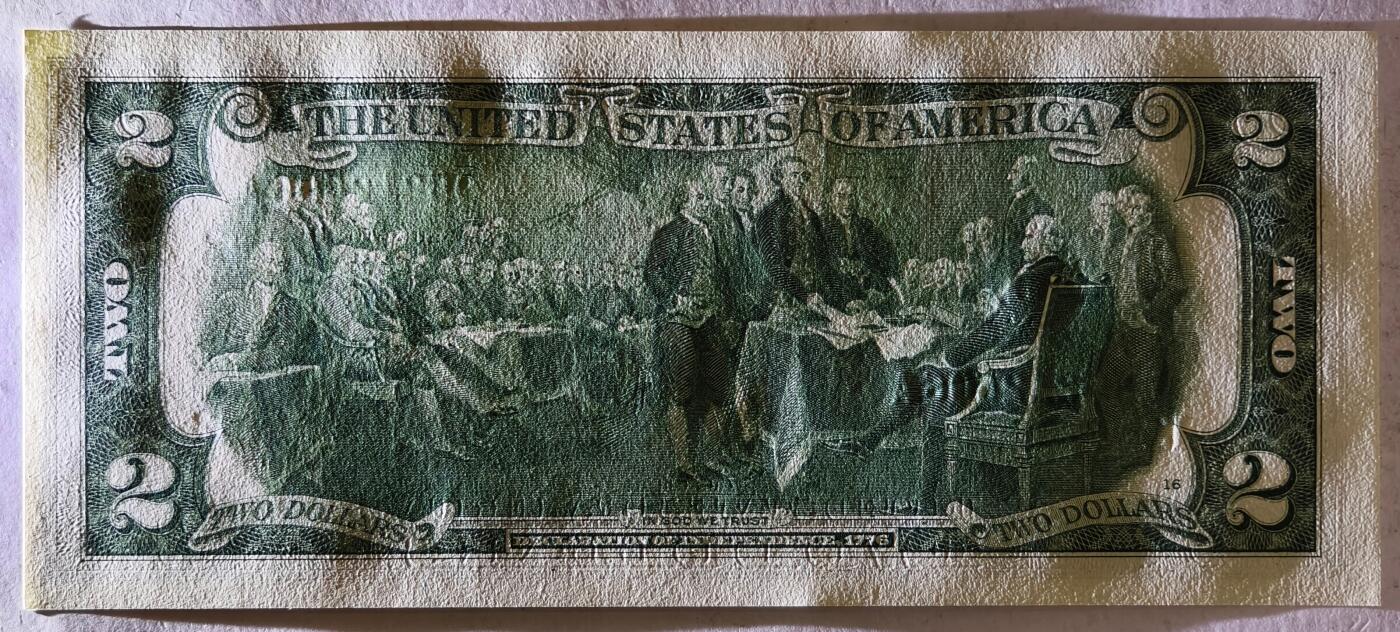 2 THE UNITED STATES OF AMERICA 2
TWO TWO
16
2 TWO DOLLARS TWO DOLLARS 2
IN GOD WE TRUST
DECLARATION OF INDEPENDENCE, 1776